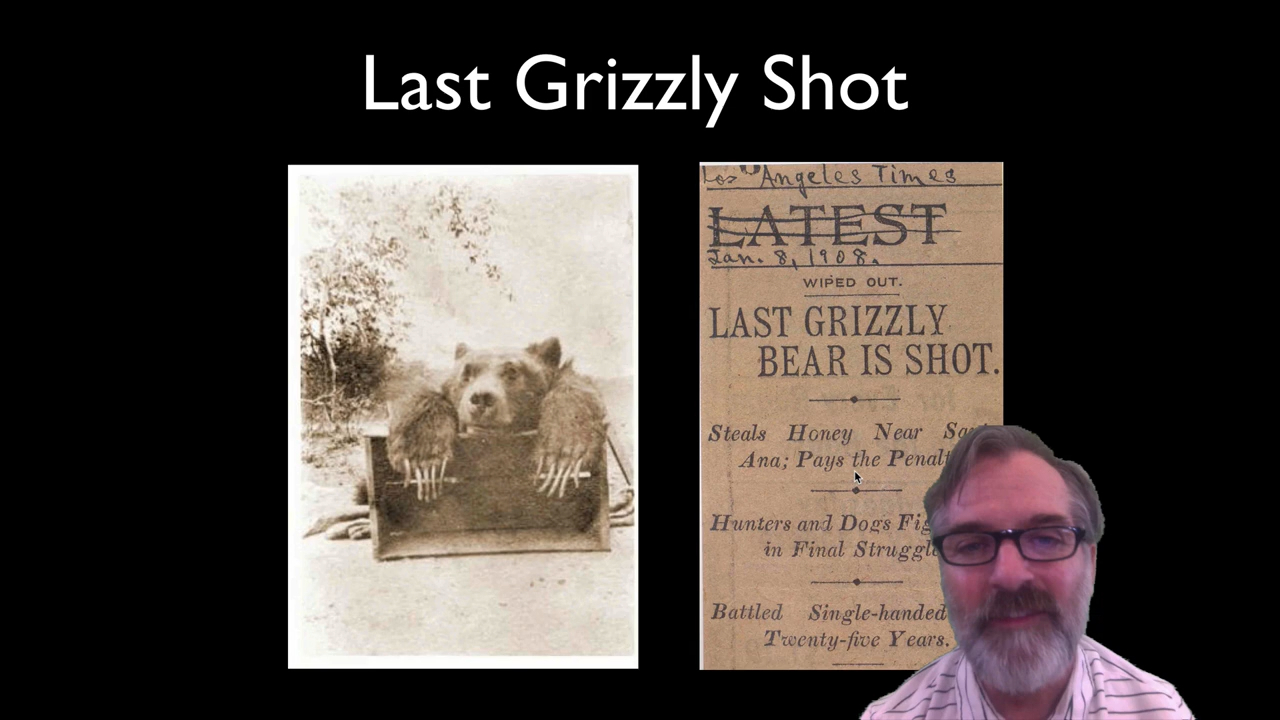 Last Grizzly Shot
Los Angeles Times
LATEST
Jan. 8, 1908.
WIPED OUT.
LAST GRIZZLY
BEAR IS SHOT.
Steals Honey Near
Ana; Pays the
Hunters and Dogs
in Final
Battled Single-handed
Twenty-five Years.